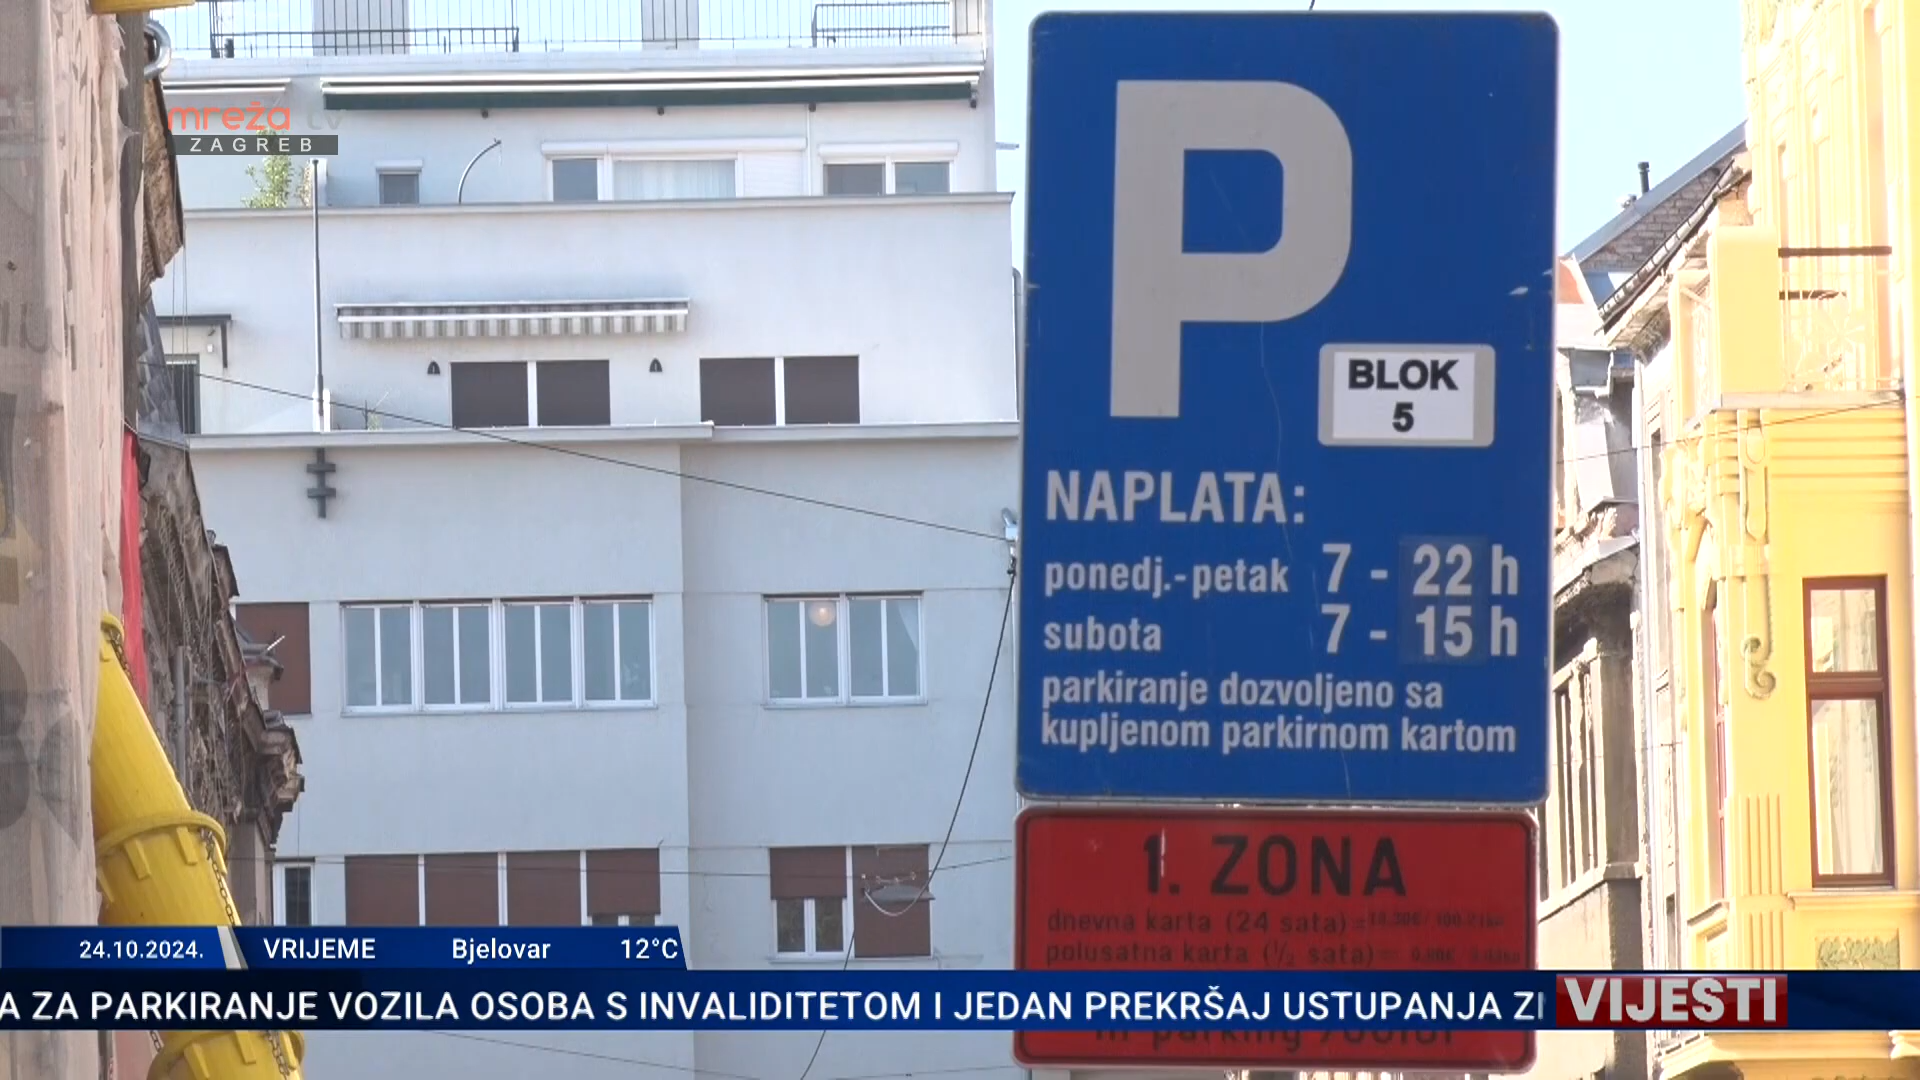 mreža tv
ZAGREB
P
BLOK
5
NAPLATA:
ponedj.-petak 7 - 22 h
subota 7 - 15 h
parkiranje dozvoljeno sa
kupljenom parkirnom kartom
1. ZONA
dnevna karta (24 sata)=
polusatna karta (1/2 sata)=
24.10.2024. VRIJEME Bjelovar 12°C
A ZA PARKIRANJE VOZILA OSOBA S INVALIDITETOM I JEDAN PREKRŠAJ USTUPANJA
VIJESTI